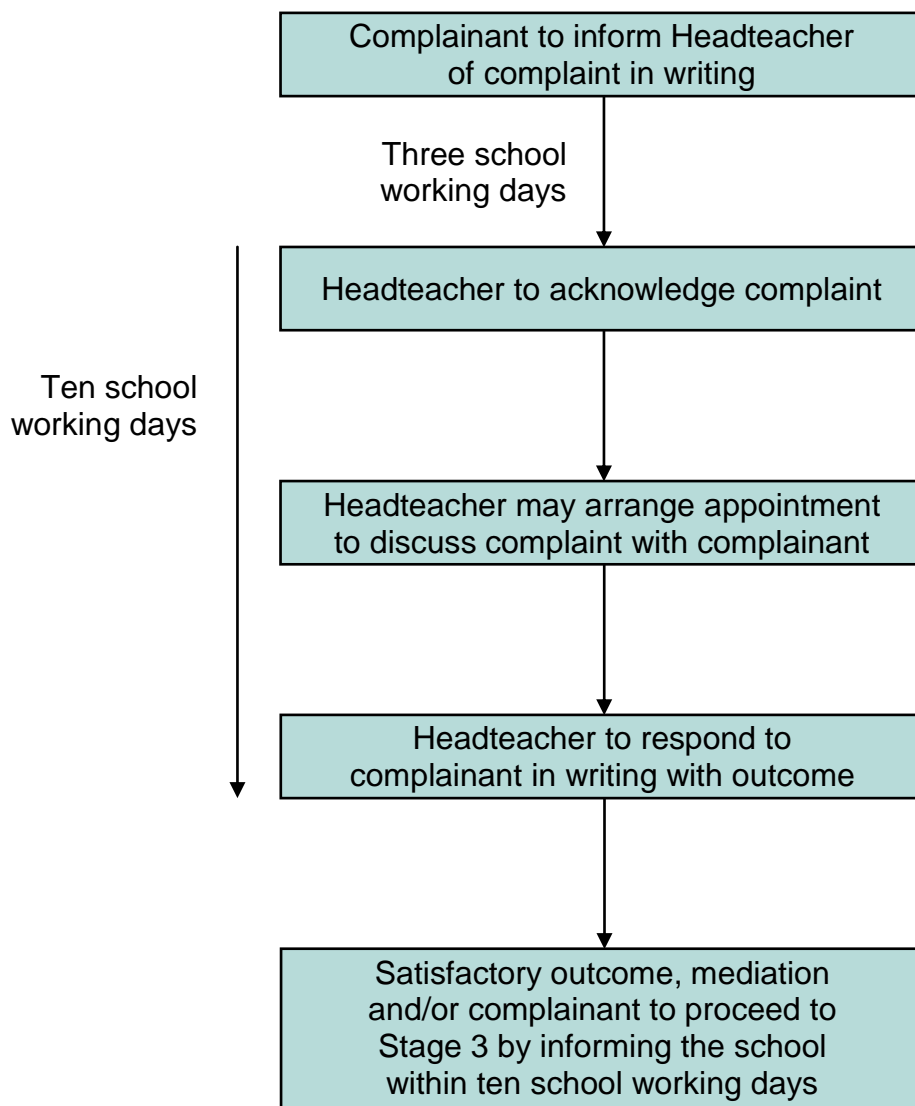 Complainant to inform Headteacher
of complaint in writing
Three school
working days
Headteacher to acknowledge complaint
Ten school
working days
Headteacher may arrange appointment
to discuss complaint with complainant
Headteacher to respond to
complainant in writing with outcome
Satisfactory outcome, mediation
and/or complainant to proceed to
Stage 3 by informing the school
within ten school working days